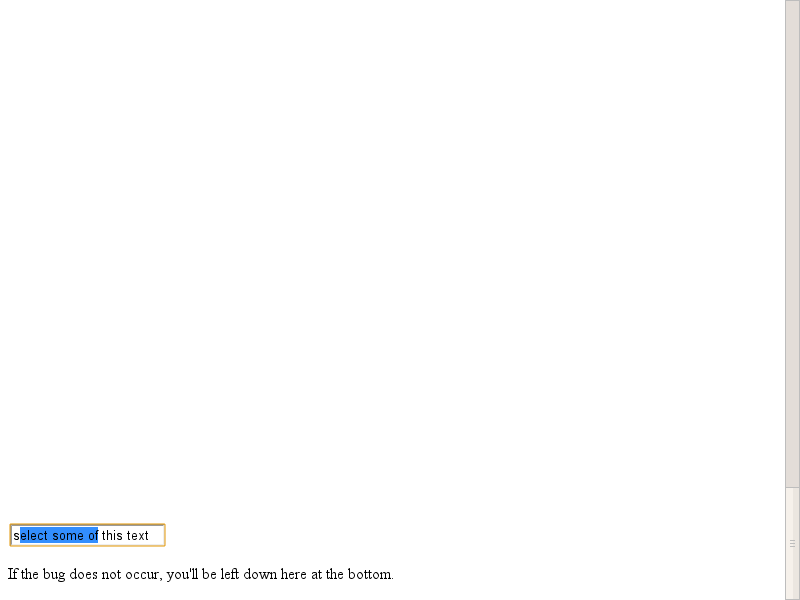 select some of this text
If the bug does not occur, you'll be left down here at the bottom.